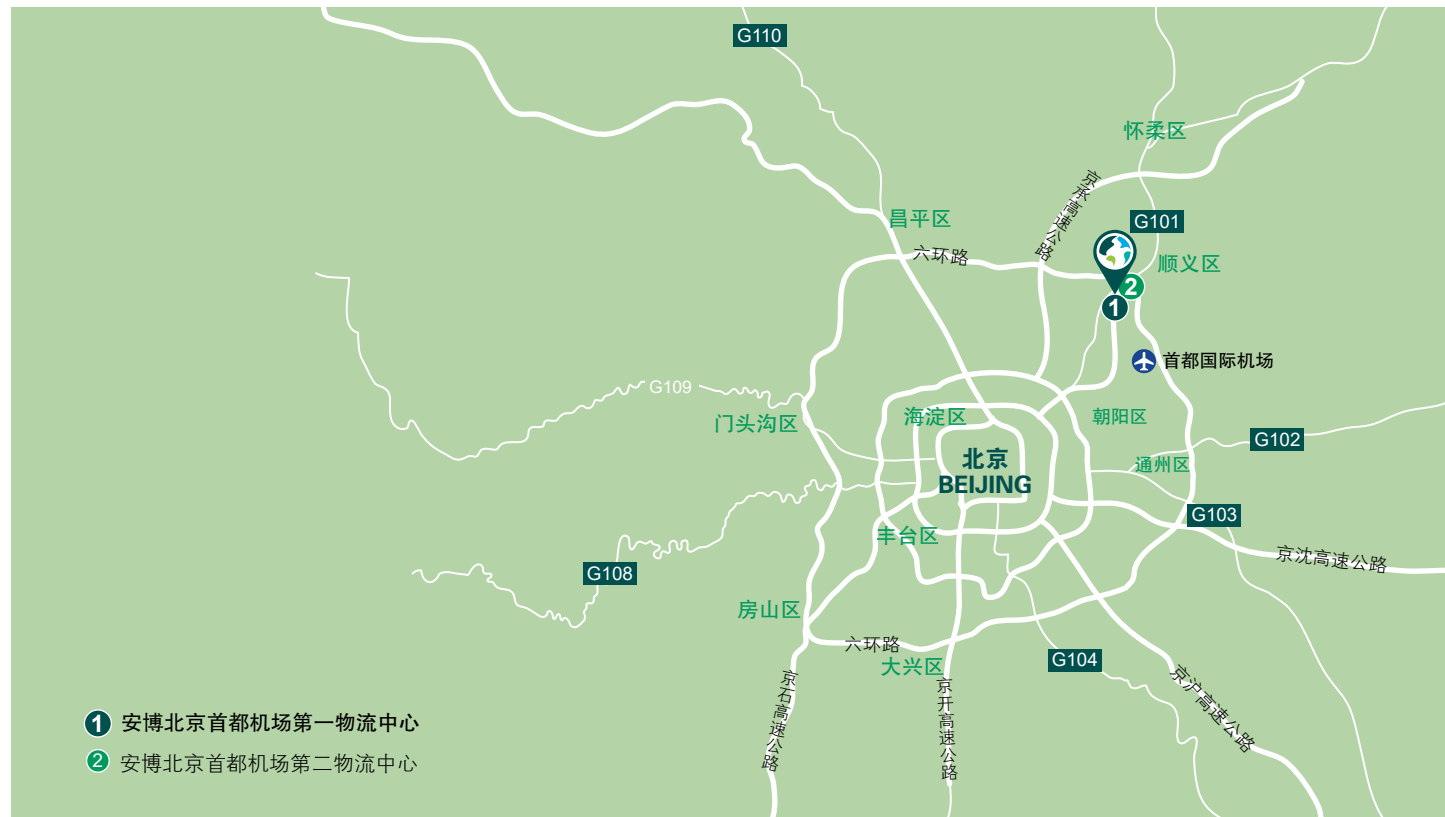 G110
怀柔区
京承高速公路
昌平区
G101
六环路
顺义区
2
1
首都国际机场
G109
门头沟区
海淀区
朝阳区
G102
北京
BEIJING
通州区
G103
丰台区
京沈高速公路
G108
房山区
六环路
大兴区
G104
京石高速公路
京开高速公路
京沪高速公路
1 安博北京首都机场第一物流中心
2 安博北京首都机场第二物流中心